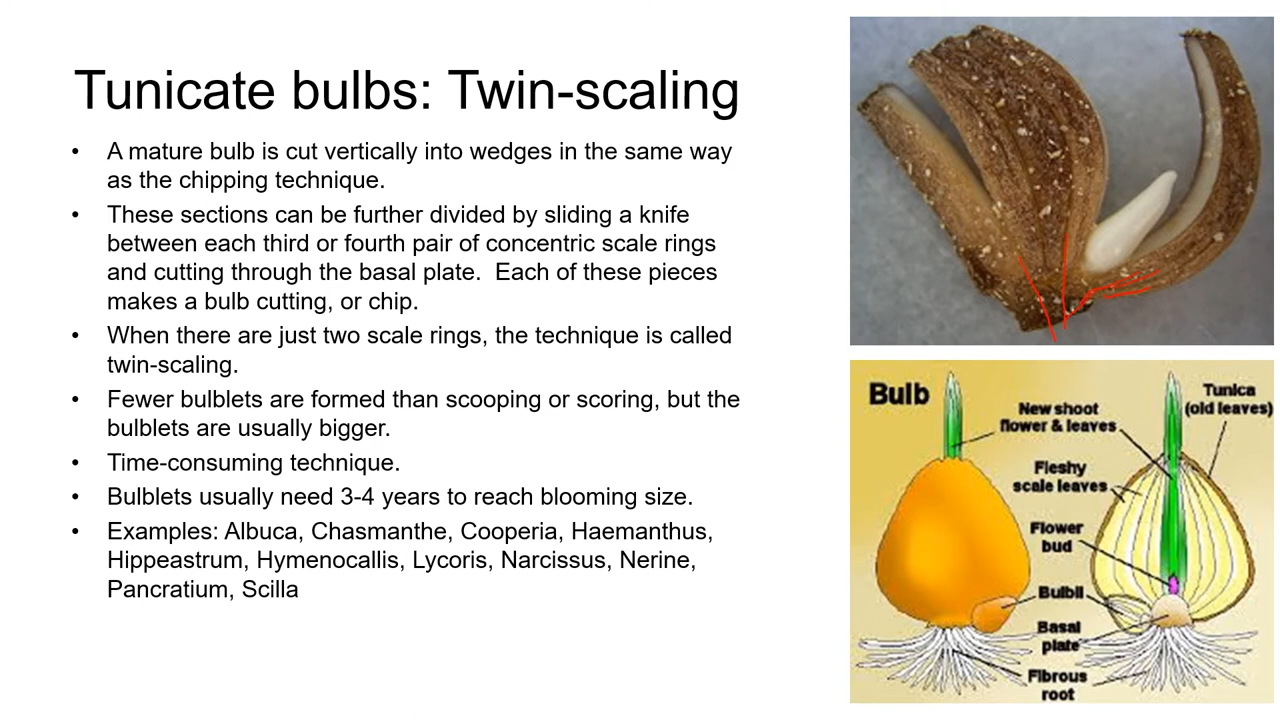 Tunicate bulbs: Twin-scaling
• A mature bulb is cut vertically into wedges in the same way
as the chipping technique.
• These sections can be further divided by sliding a knife
between each third or fourth pair of concentric scale rings
and cutting through the basal plate.  Each of these pieces
makes a bulb cutting, or chip.
• When there are just two scale rings, the technique is called
twin-scaling.
• Fewer bulblets are formed than scooping or scoring, but the
bulblets are usually bigger.
• Time-consuming technique.
• Bulblets usually need 3-4 years to reach blooming size.
• Examples: Albuca, Chasmanthe, Cooperia, Haemanthus,
Hippeastrum, Hymenocallis, Lycoris, Narcissus, Nerine,
Pancratium, Scilla
Bulb
New shoot
flower & leaves
Tunica
(old leaves)
Fleshy
scale leaves
Flower
bud
Bulbil
Basal
plate
Fibrous
root